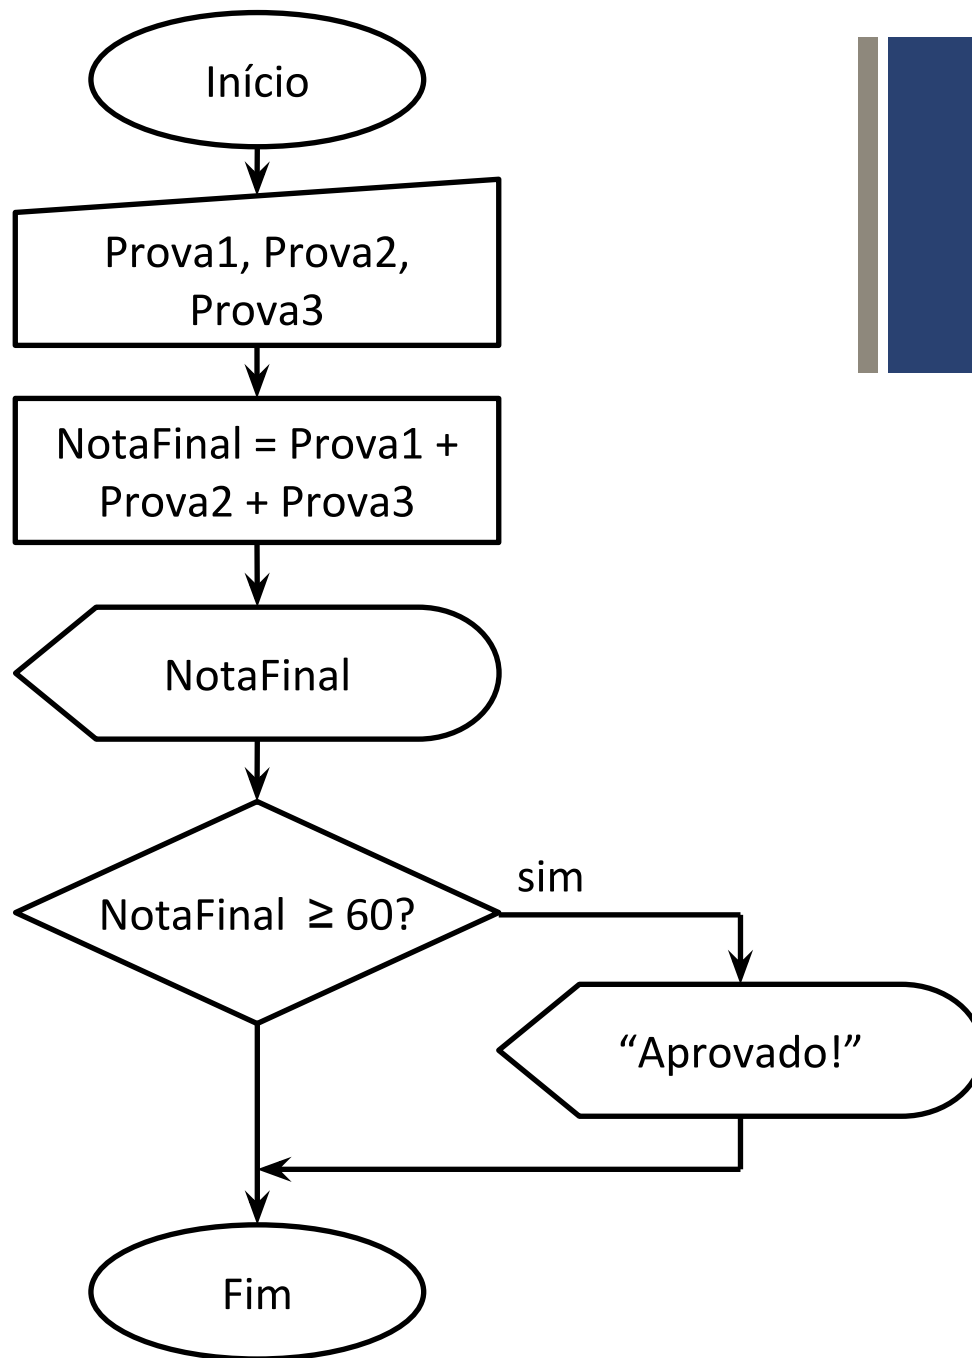 Início
Prova1, Prova2,
Prova3
NotaFinal = Prova1 +
Prova2 + Prova3
NotaFinal
NotaFinal ≥ 60?
sim
“Aprovado!”
Fim